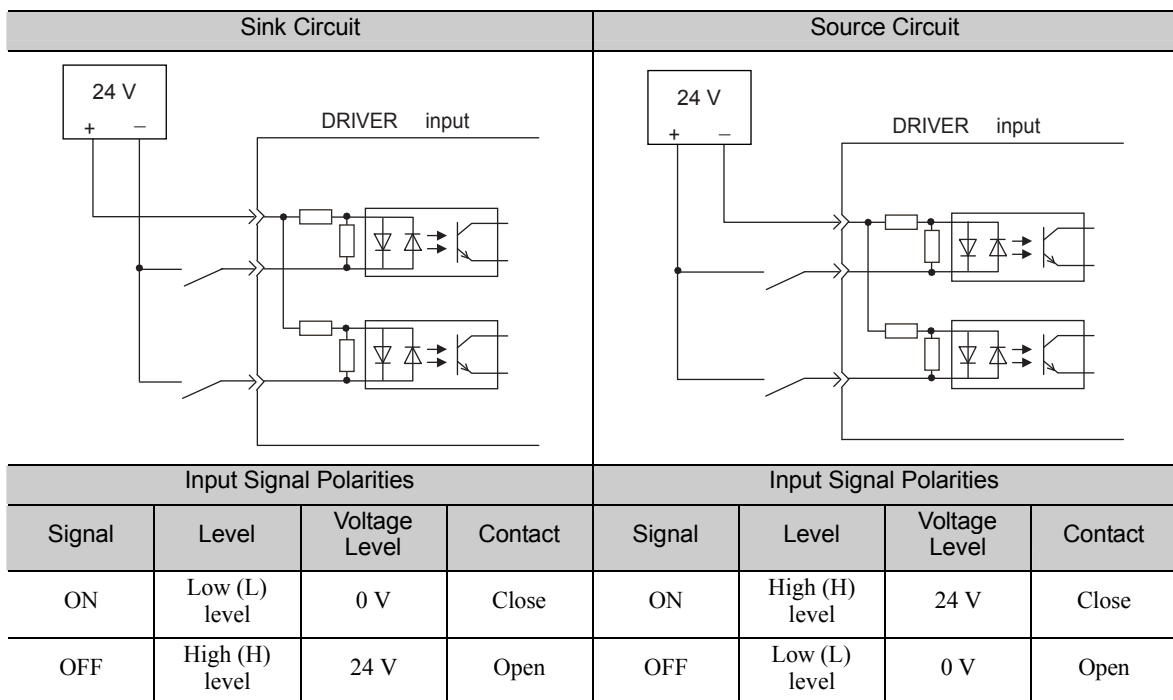 Sink Circuit
Source Circuit
24 V
+ −
DRIVER input
24 V
+ −
DRIVER input
Input Signal Polarities
Input Signal Polarities
Signal Level Voltage Level Contact Signal Level Voltage Level Contact
ON Low (L) level 0 V Close ON High (H) level 24 V Close
OFF High (H) level 24 V Open OFF Low (L) level 0 V Open